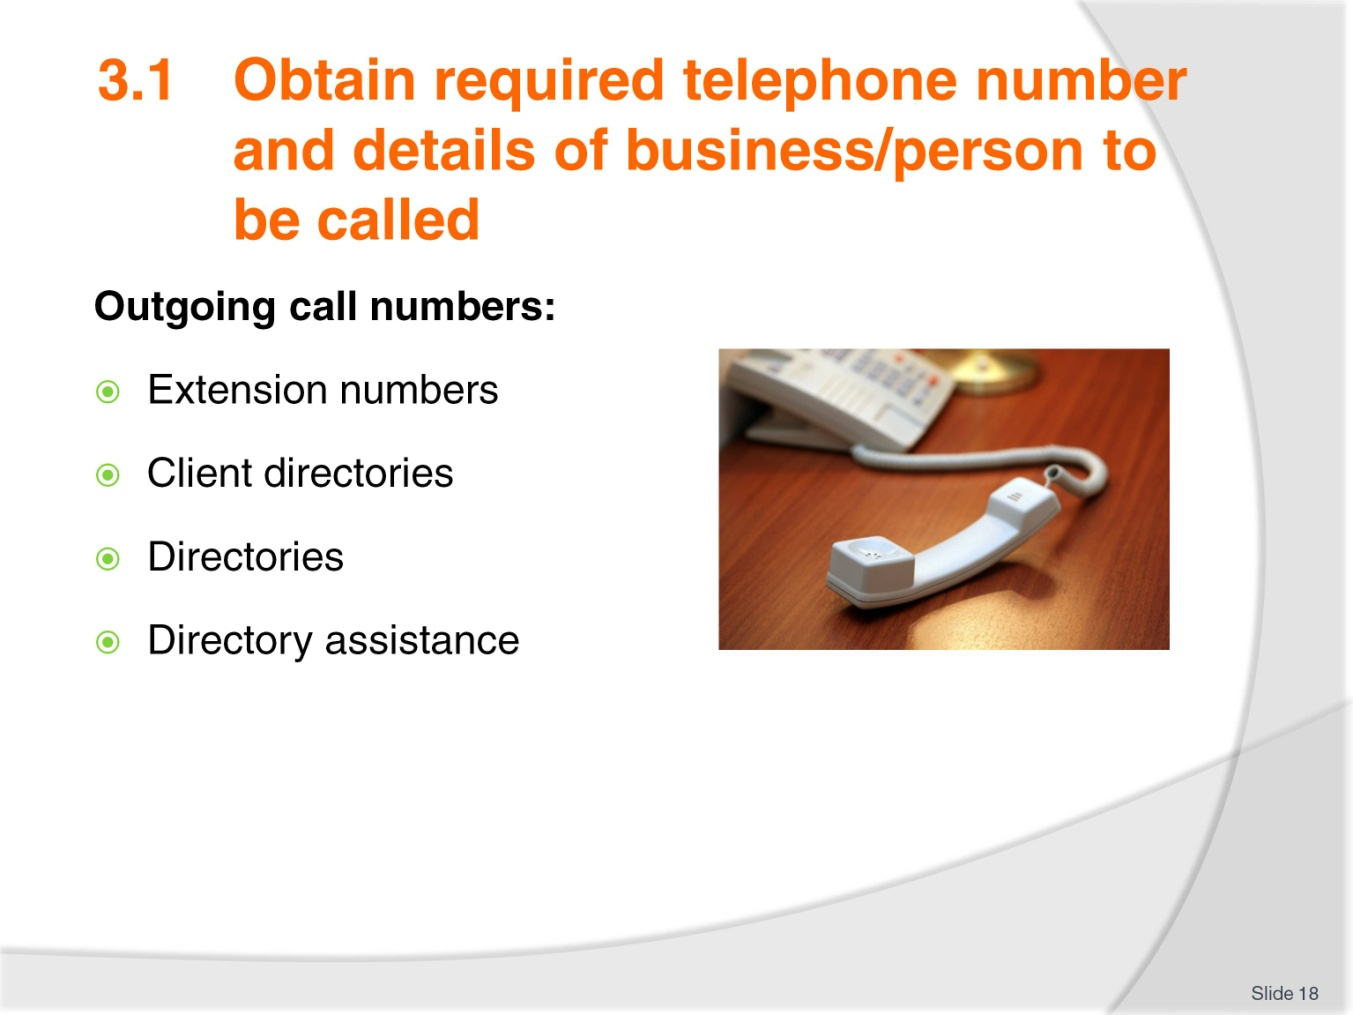 3.1 Obtain required telephone number
and details of business/person to
be called
Outgoing call numbers:
Extension numbers
Client directories
Directories
Directory assistance
Slide 18